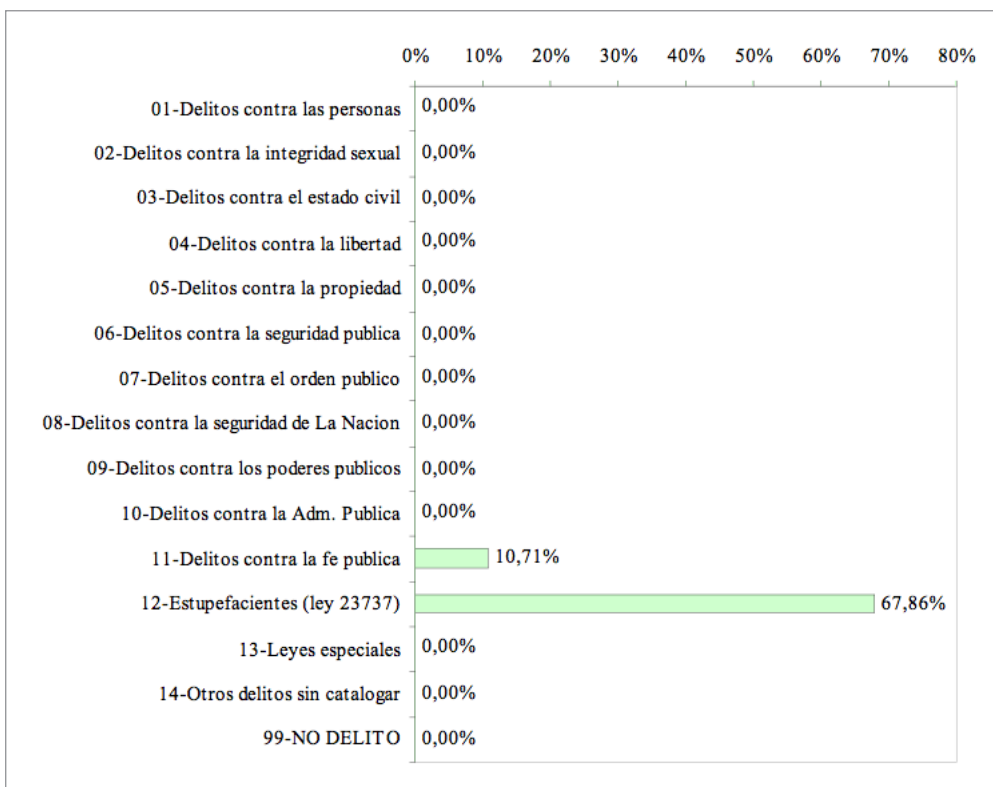 0% 10% 20% 30% 40% 50% 60% 70% 80%
01-Delitos contra las personas 0,00%
02-Delitos contra la integridad sexual 0,00%
03-Delitos contra el estado civil 0,00%
04-Delitos contra la libertad 0,00%
05-Delitos contra la propiedad 0,00%
06-Delitos contra la seguridad publica 0,00%
07-Delitos contra el orden publico 0,00%
08-Delitos contra la seguridad de La Nacion 0,00%
09-Delitos contra los poderes publicos 0,00%
10-Delitos contra la Adm. Publica 0,00%
11-Delitos contra la fe publica 10,71%
12-Estupefacientes (ley 23737) 67,86%
13-Leyes especiales 0,00%
14-Otros delitos sin catalogar 0,00%
99-NO DELITO 0,00%